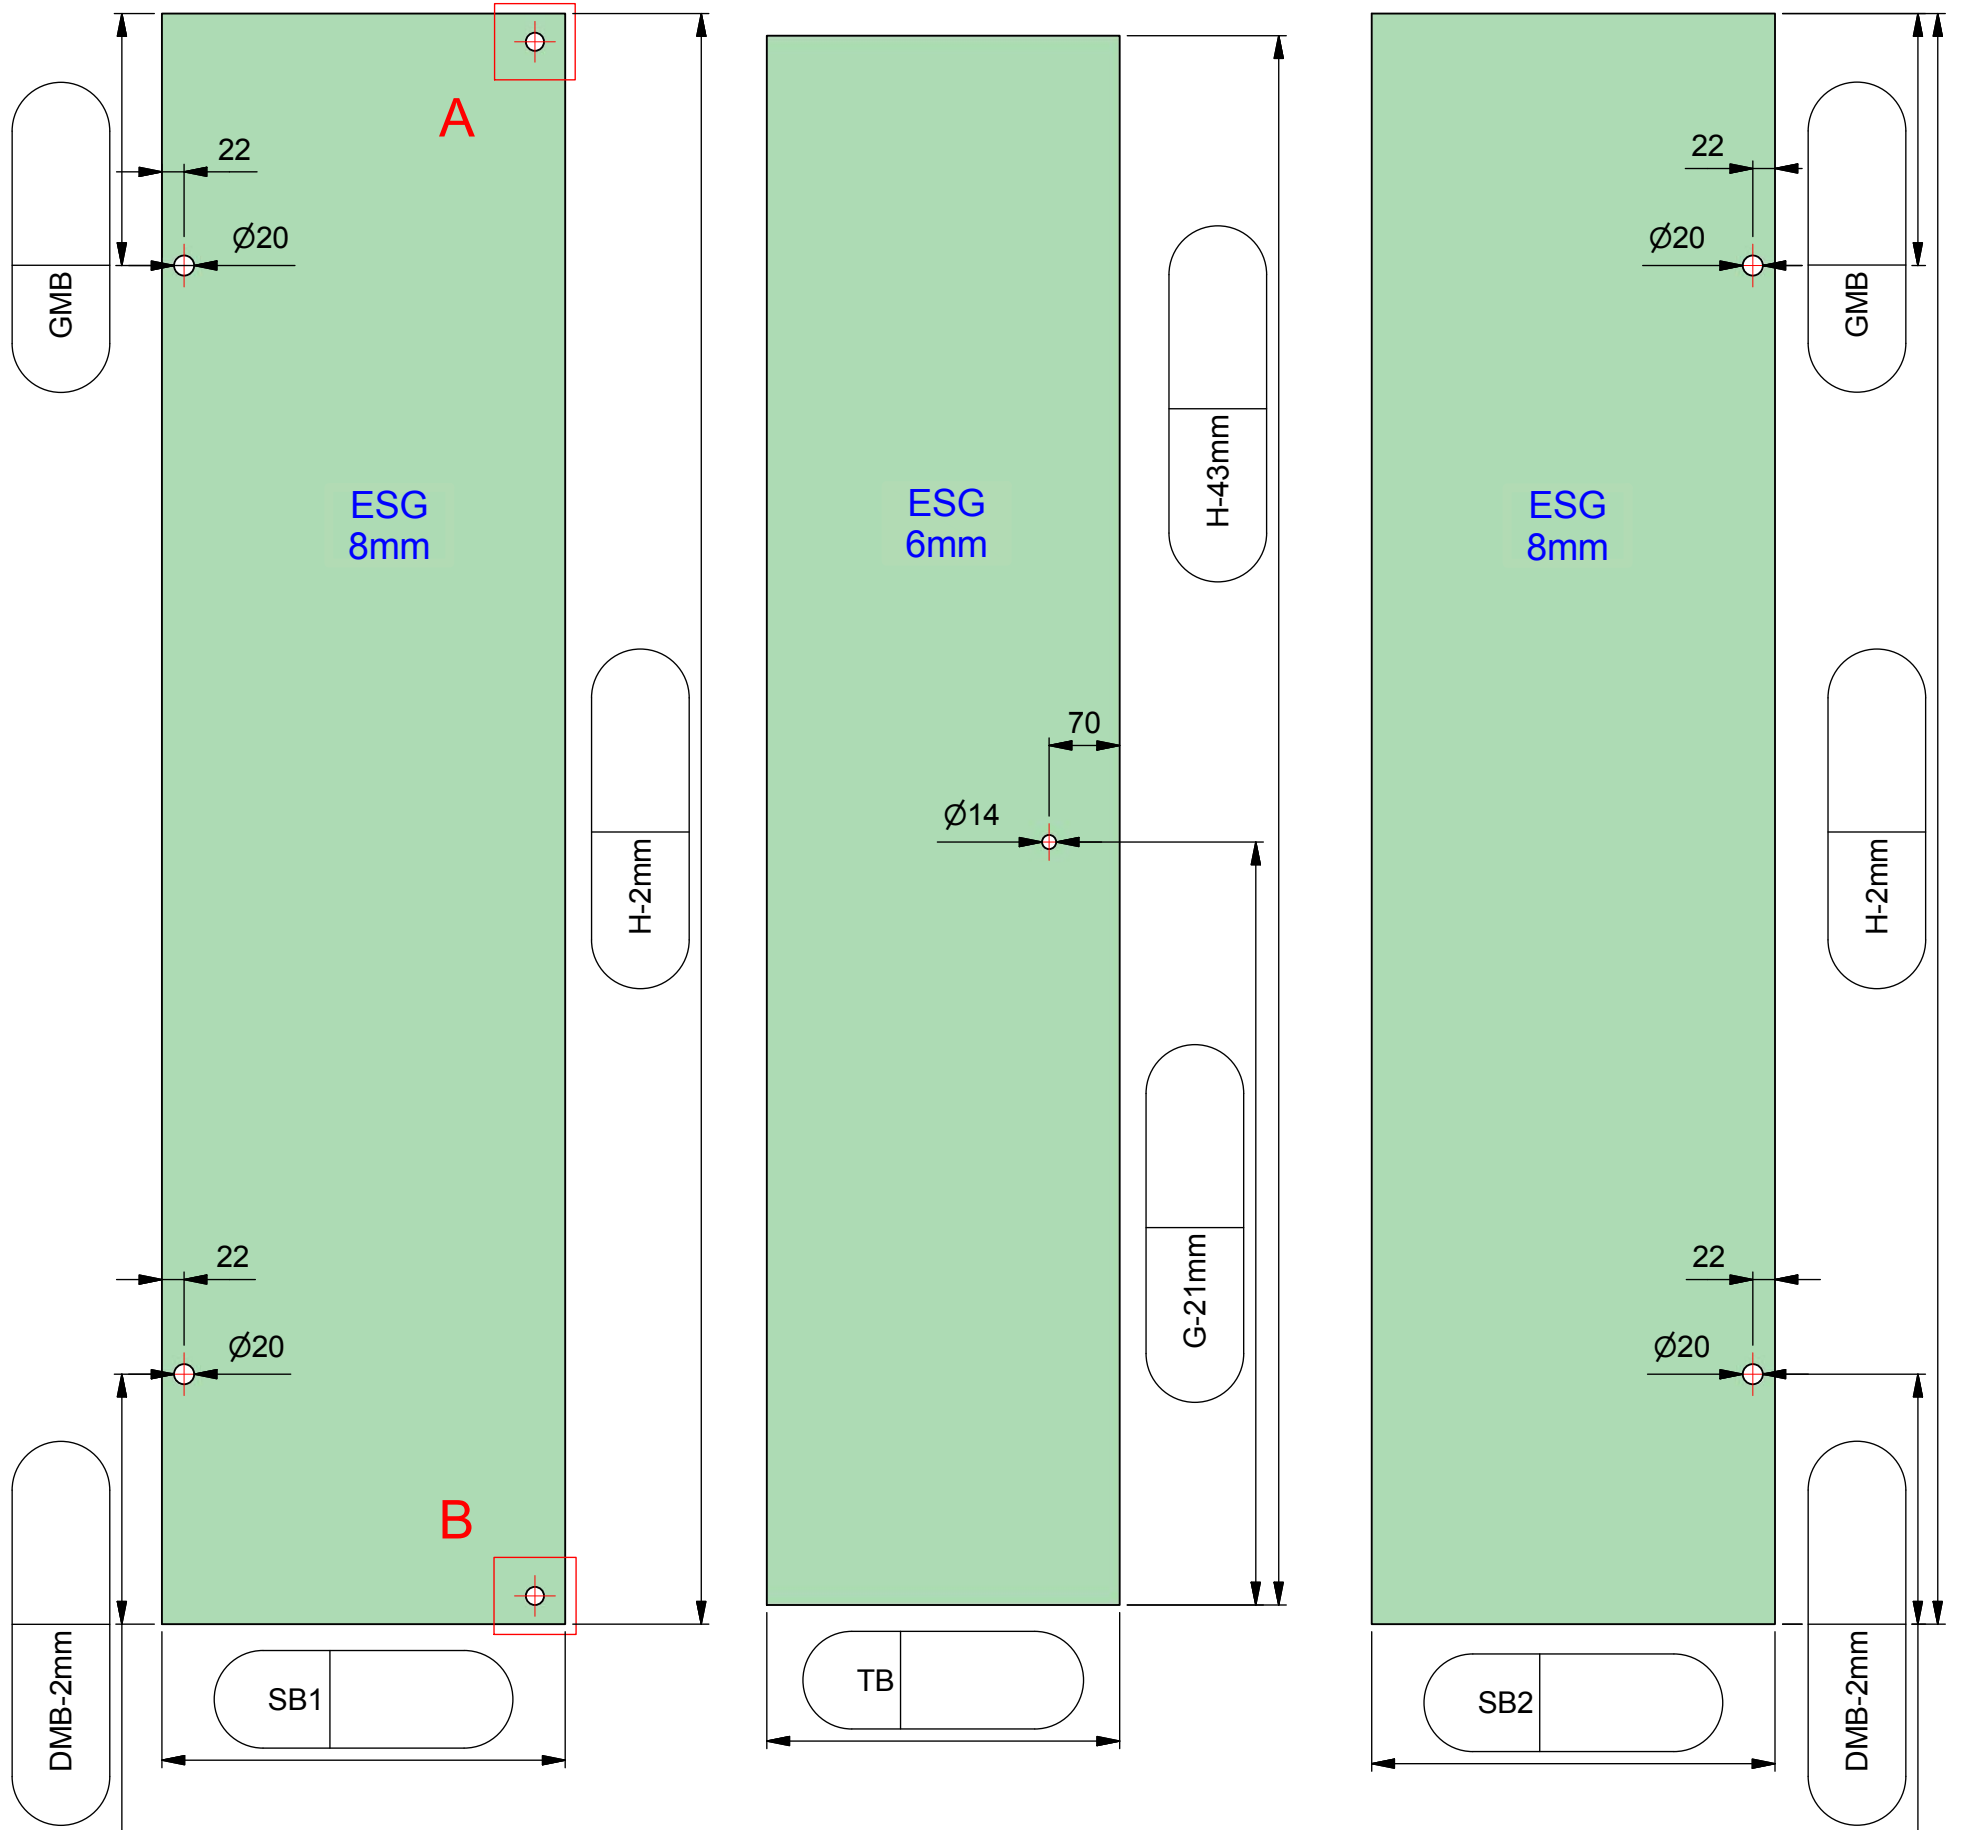 A
22
Ø20
GMB
ESG
8mm
H-2mm
22
Ø20
B
DMB-2mm
SB1
ESG
6mm
H-43mm
70
Ø14
G-21mm
TB
22
Ø20
GMB
ESG
8mm
H-2mm
22
Ø20
DMB-2mm
SB2